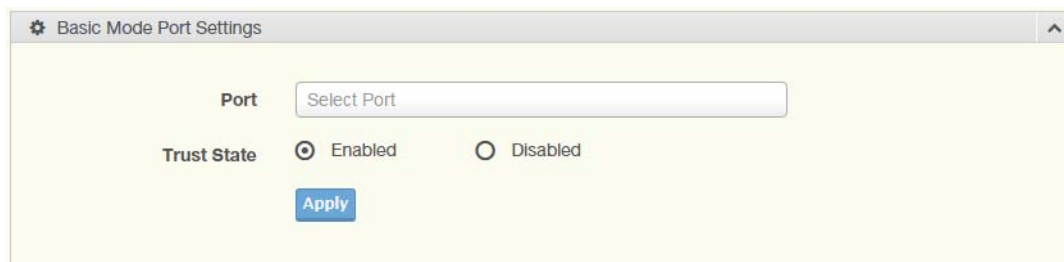 Basic Mode Port Settings
Port Select Port
Trust State Enabled Disabled
Apply